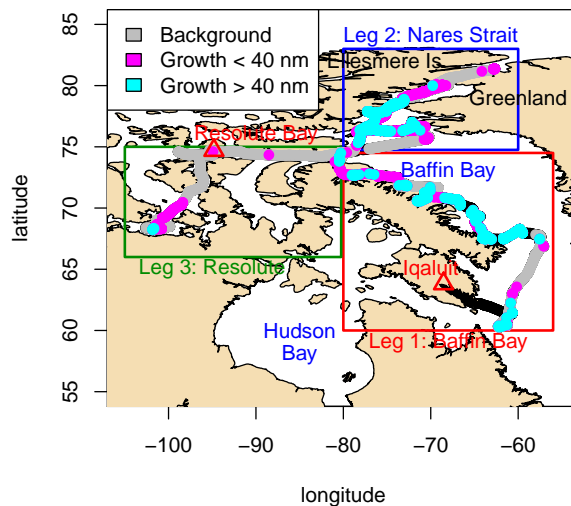 Background
Growth < 40 nm
Growth > 40 nm
Leg 2: Nares Strait
Ellesmere Is
Greenland
Resolute Bay
Baffin Bay
Leg 3: Resolute
Iqaluit
Hudson
Bay
Leg 1: Baffin Bay
80
75
70
65
60
55
latitude
−100
−90
−80
−70
−60
longitude